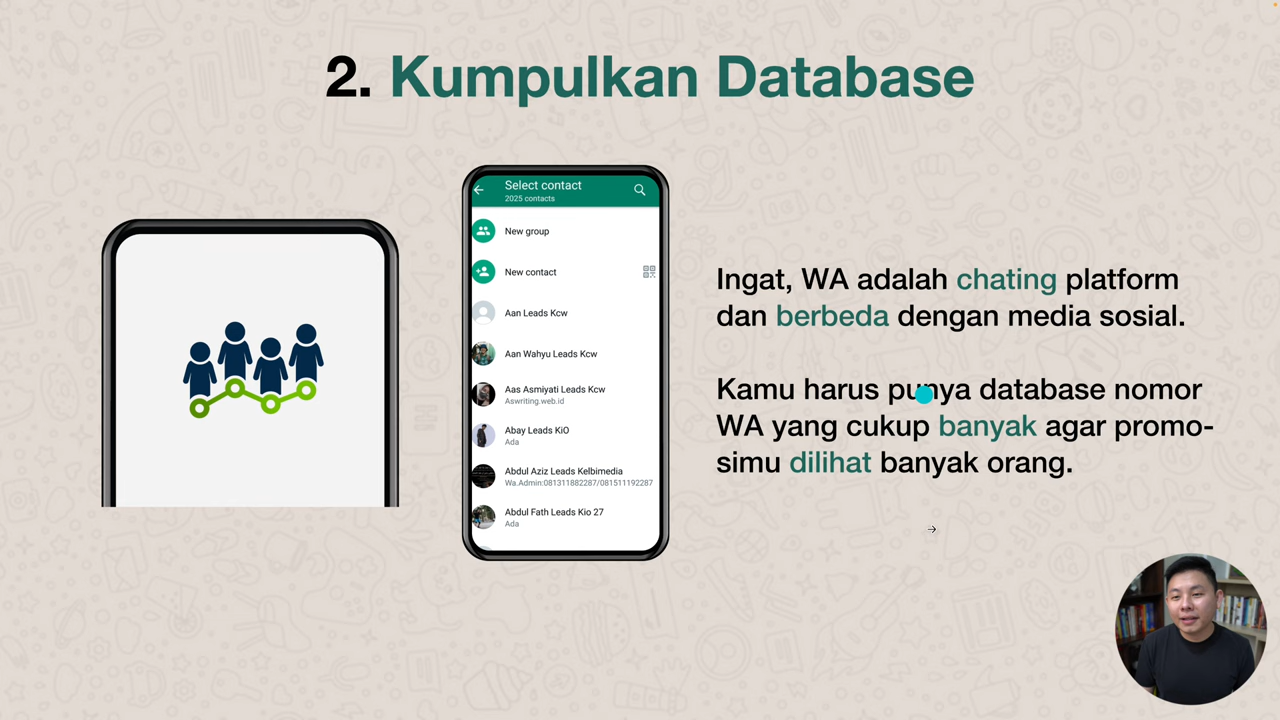 2. Kumpulkan Database
Select contact
2025 contacts
New group
New contact
Aan Leads Kcw
Aan Wahyu Leads Kcw
Aas Asmiyati Leads Kcw
Aswriting.web.id
Abay Leads KiO
Ada
Abdul Aziz Leads Kelbimedia
Wa.Admin:081311882287/081511192287
Abdul Fath Leads Kio 27
Ada
Ingat, WA adalah chating platform
dan berbeda dengan media sosial.
Kamu harus punya database nomor
WA yang cukup banyak agar promo-
simu dilihat banyak orang.